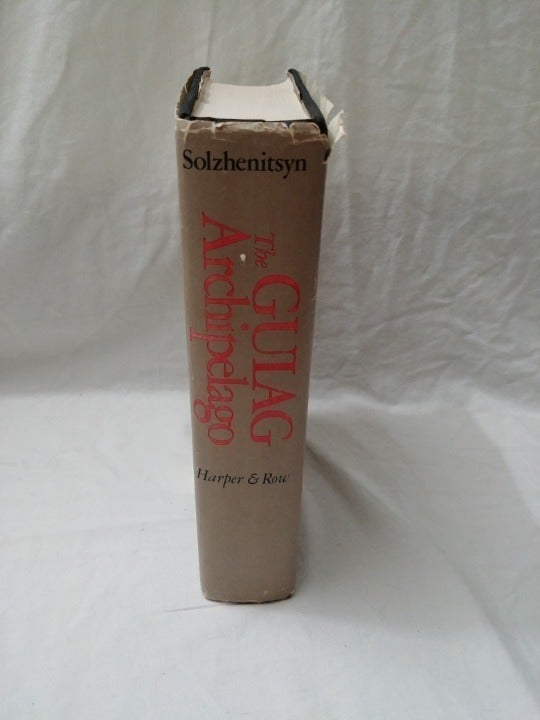 Solzhenitsyn
The GULAG
Archipelago
Harper & Row